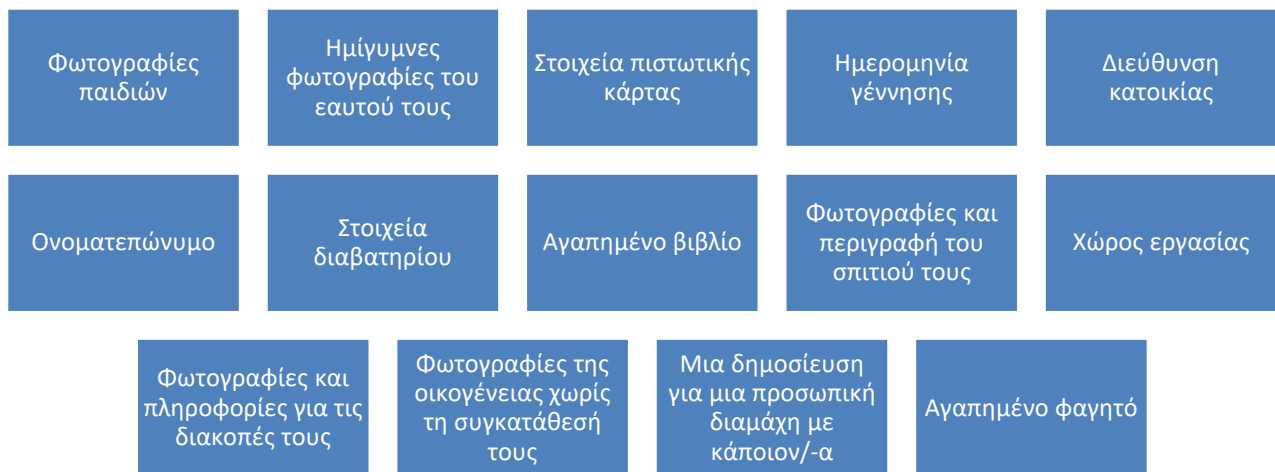 Φωτογραφίες
παιδιών
Ημίγυμνες
φωτογραφίες του
εαυτού τους
Στοιχεία πιστωτικής
κάρτας
Ημερομηνία
γέννησης
Διεύθυνση
κατοικίας
Ονοματεπώνυμο
Στοιχεία
διαβατηρίου
Αγαπημένο βιβλίο
Φωτογραφίες και
περιγραφή του
σπιτιού τους
Χώρος εργασίας
Φωτογραφίες και
πληροφορίες για τις
διακοπές τους
Φωτογραφίες της
οικογένειας χωρίς
τη συγκατάθεσή
τους
Μια δημοσίευση
για μια προσωπική
διαμάχη με
κάποιον/-α
Αγαπημένο φαγητό